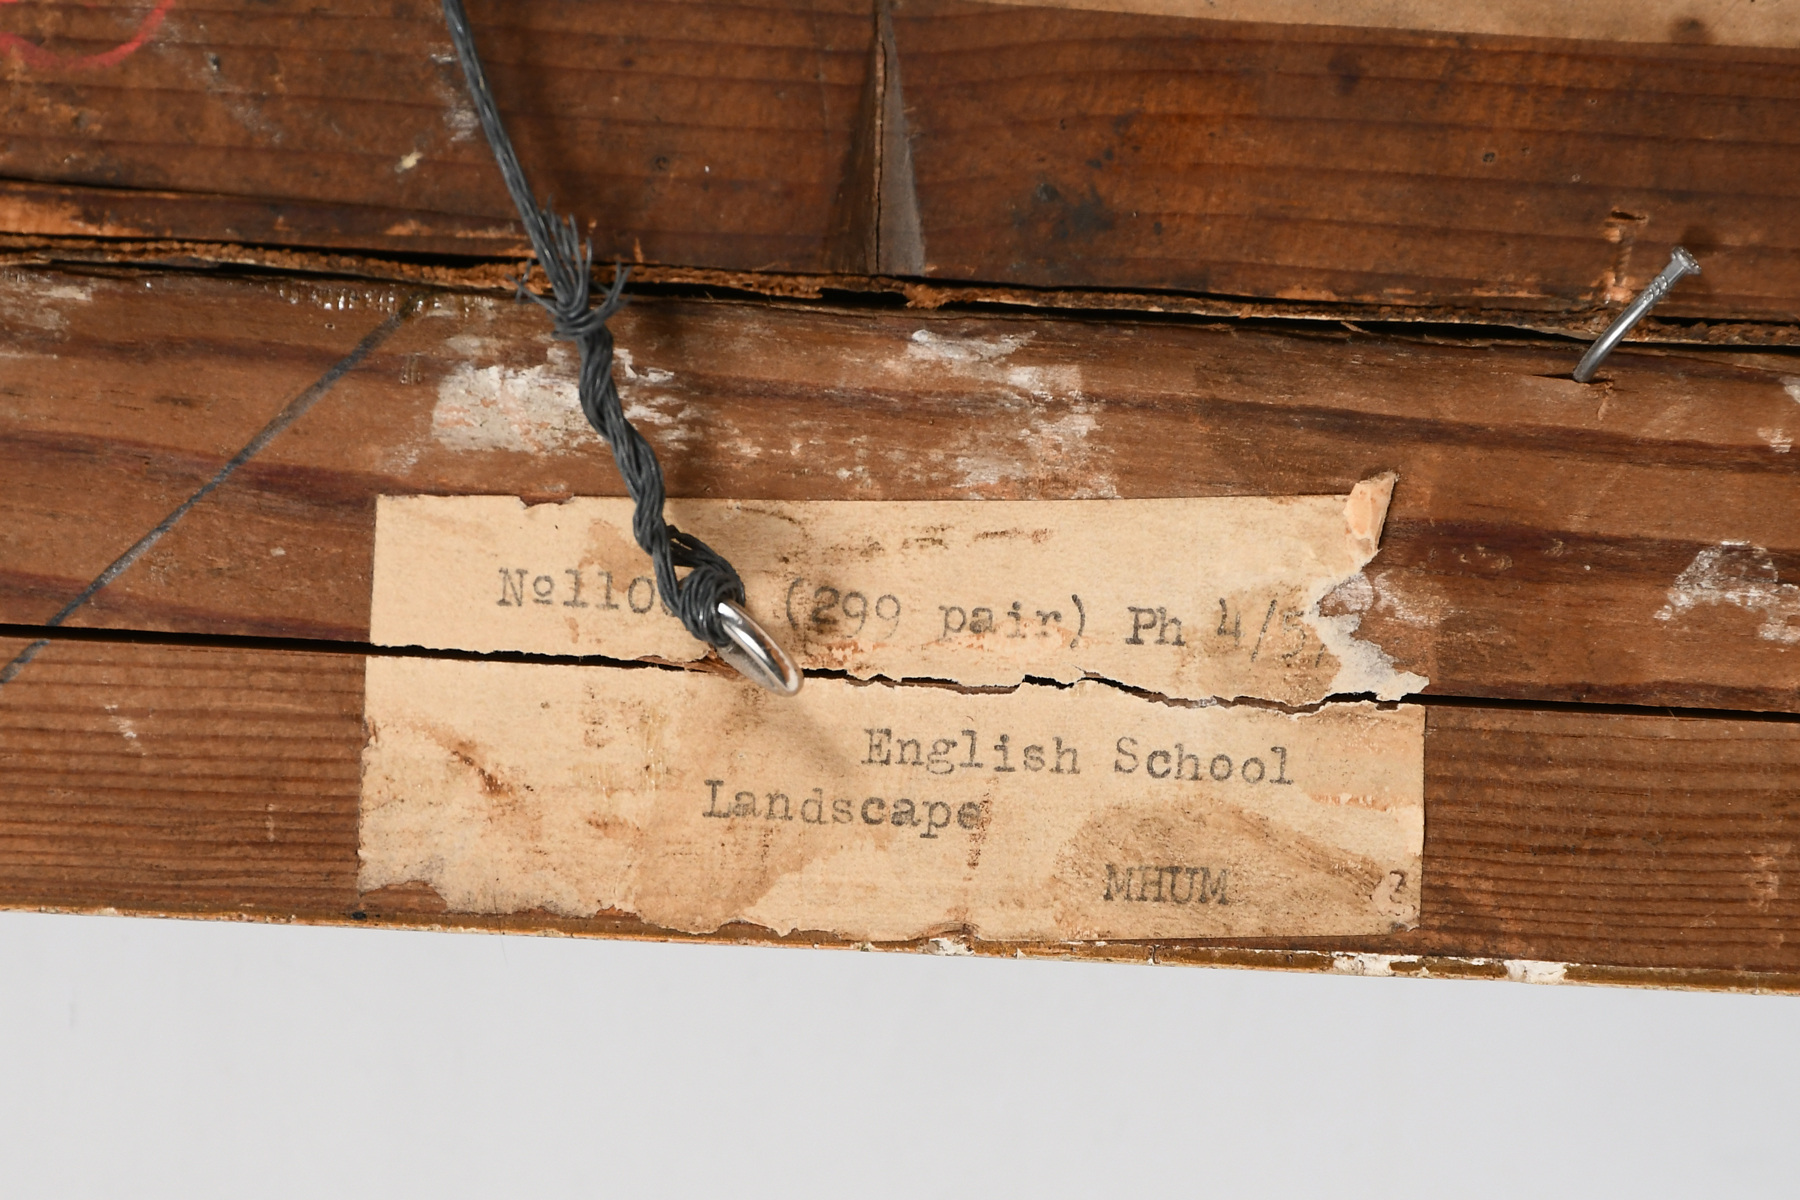 (299 pair) Ph
English School
Landscape
MHUM